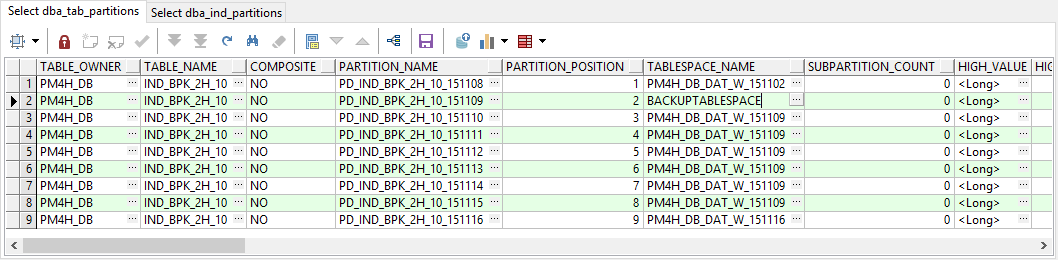 Select dba_tab_partitions Select dba_ind_partitions
TABLE_OWNER TABLE_NAME COMPOSITE PARTITION_NAME PARTITION_POSITION TABLESPACE_NAME SUBPARTITION_COUNT HIGH_VALUE HIG
1 PM4H_DB ... IND_BPK_2H_10 ... NO PD_IND_BPK_2H_10_151108 ... 1 PM4H_DB_DAT_W_151102 ... 0 <Long> ...
2 PM4H_DB ... IND_BPK_2H_10 ... NO PD_IND_BPK_2H_10_151109 ... 2 BACKUPTABLESPACE ... 0 <Long> ...
3 PM4H_DB ... IND_BPK_2H_10 ... NO PD_IND_BPK_2H_10_151110 ... 3 PM4H_DB_DAT_W_151109 ... 0 <Long> ...
4 PM4H_DB ... IND_BPK_2H_10 ... NO PD_IND_BPK_2H_10_151111 ... 4 PM4H_DB_DAT_W_151109 ... 0 <Long> ...
5 PM4H_DB ... IND_BPK_2H_10 ... NO PD_IND_BPK_2H_10_151112 ... 5 PM4H_DB_DAT_W_151109 ... 0 <Long> ...
6 PM4H_DB ... IND_BPK_2H_10 ... NO PD_IND_BPK_2H_10_151113 ... 6 PM4H_DB_DAT_W_151109 ... 0 <Long> ...
7 PM4H_DB ... IND_BPK_2H_10 ... NO PD_IND_BPK_2H_10_151114 ... 7 PM4H_DB_DAT_W_151109 ... 0 <Long> ...
8 PM4H_DB ... IND_BPK_2H_10 ... NO PD_IND_BPK_2H_10_151115 ... 8 PM4H_DB_DAT_W_151109 ... 0 <Long> ...
9 PM4H_DB ... IND_BPK_2H_10 ... NO PD_IND_BPK_2H_10_151116 ... 9 PM4H_DB_DAT_W_151116 ... 0 <Long> ...